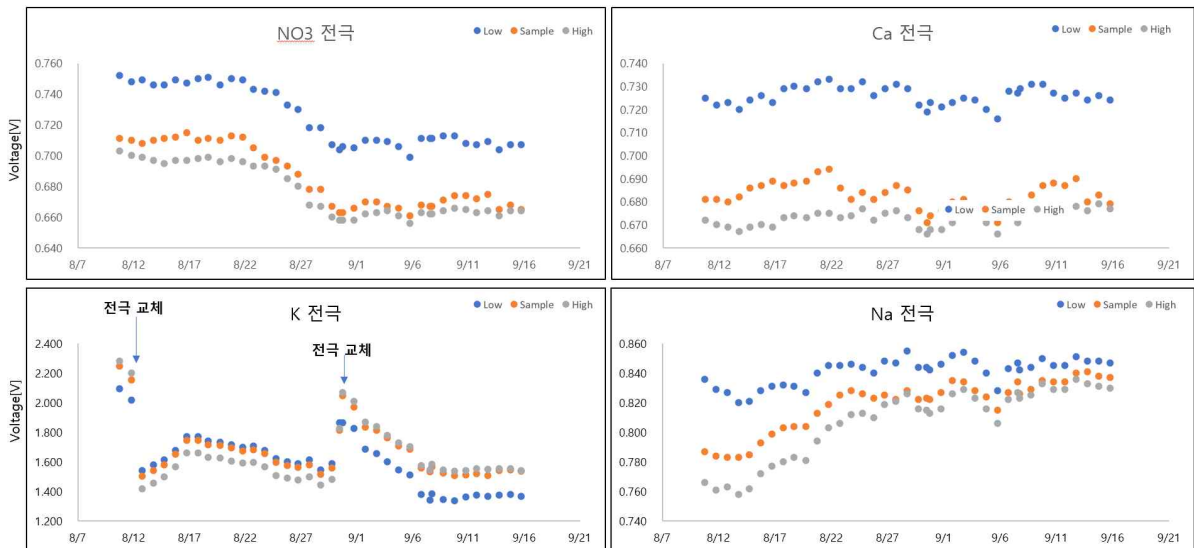 NO3 전극
Low Sample High
Voltage[V]
0.760
0.740
0.720
0.700
0.680
0.660
0.640
8/7 8/12 8/17 8/22 8/27 9/1 9/6 9/11 9/16 9/21
Ca 전극
Low Sample High
0.740
0.730
0.720
0.710
0.700
0.690
0.680
0.670
0.660
Low Sample High
8/7 8/12 8/17 8/22 8/27 9/1 9/6 9/11 9/16 9/21
K 전극
Low Sample High
전극 교체
전극 교체
Voltage[V]
2.400
2.200
2.000
1.800
1.600
1.400
1.200
8/7 8/12 8/17 8/22 8/27 9/1 9/6 9/11 9/16 9/21
Na 전극
Low Sample High
0.860
0.840
0.820
0.800
0.780
0.760
0.740
8/7 8/12 8/17 8/22 8/27 9/1 9/6 9/11 9/16 9/21